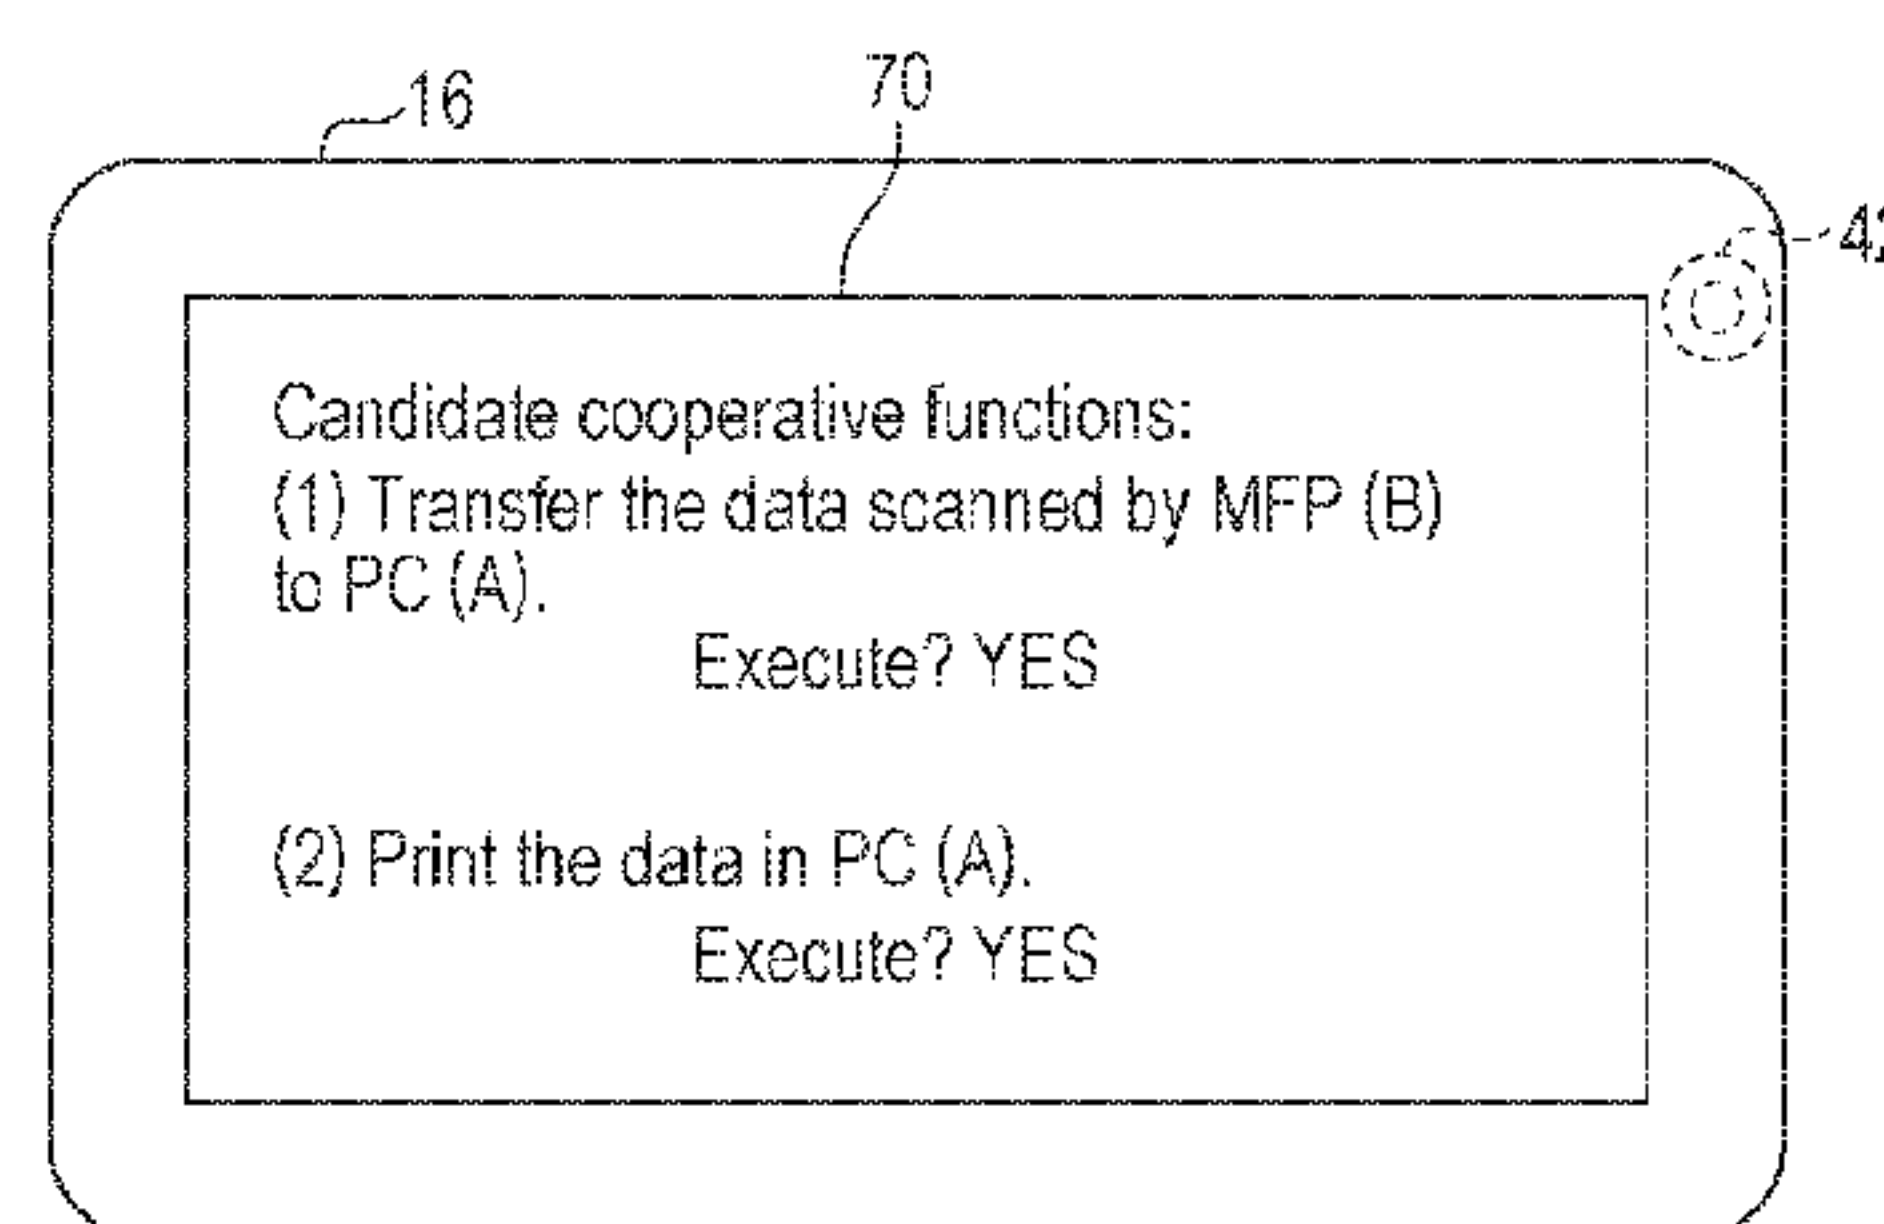 16
70
42
Candidate cooperative functions:
(1) Transfer the data scanned by MFP (B)
to PC (A).
Execute? YES
(2) Print the data in PC (A).
Execute? YES